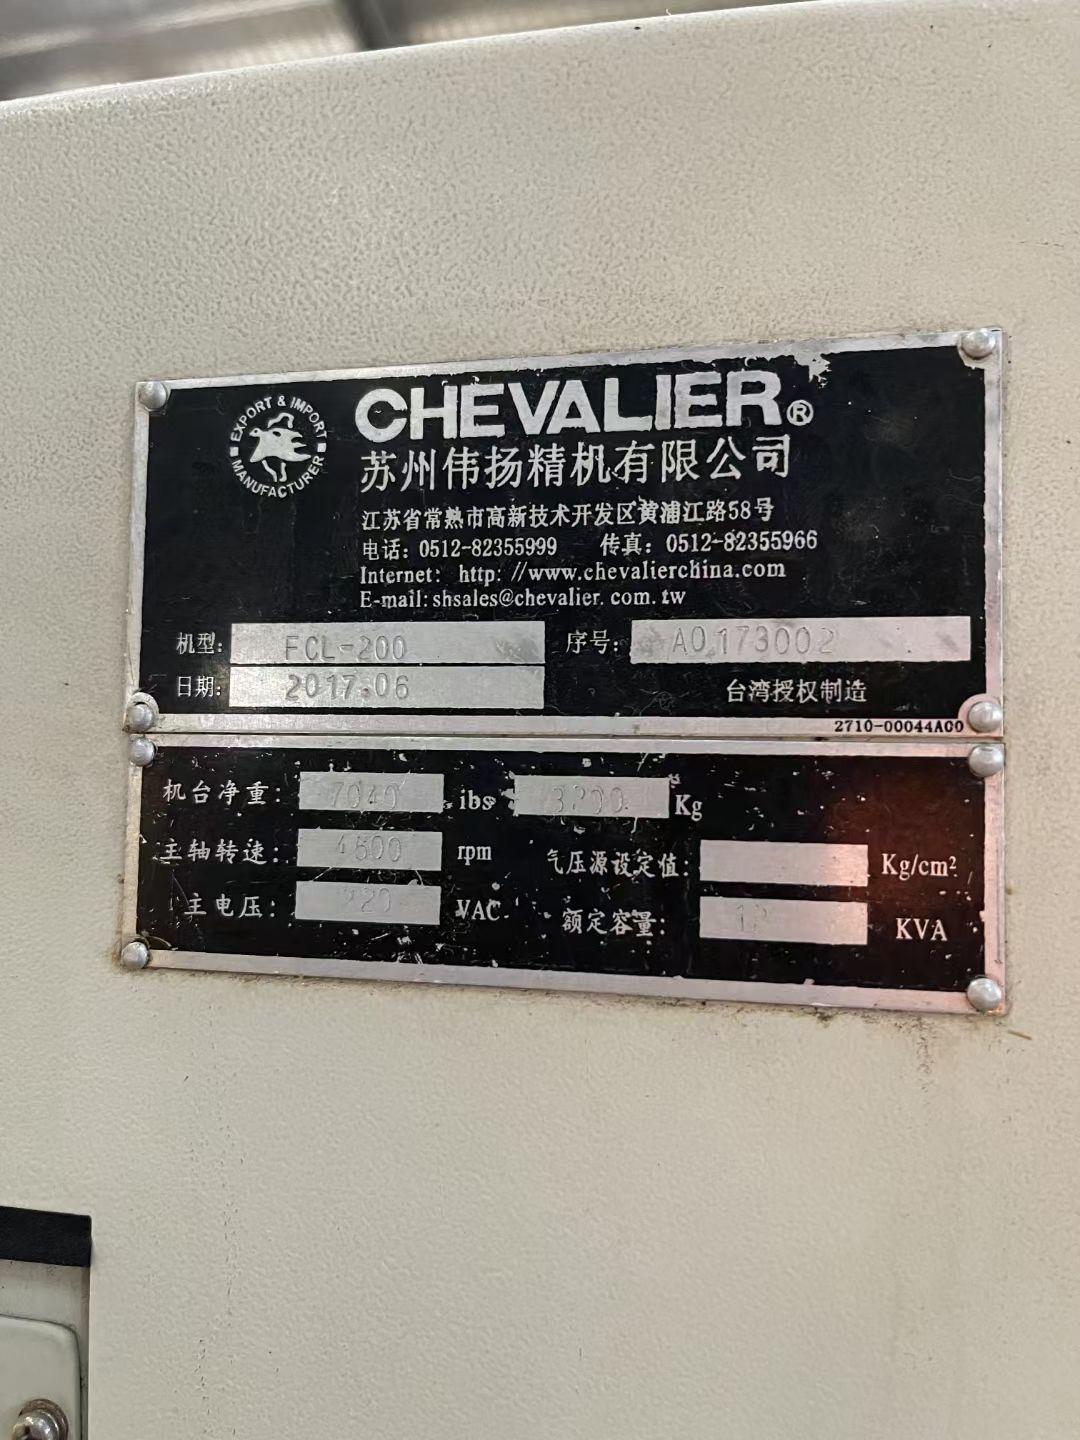 EXPORT & IMPORT
MANUFACTURER
CHEVALIER®
苏州伟扬精机有限公司
江苏省常熟市高新技术开发区黄浦江路58号
电话: 0512-82355999 传真: 0512-82355966
Internet: http://www.chevalierchina.com
E-mail:shsales@chevalier.com.tw
机型: FCL-200 序号: A0173002
日期: 2017.06 台湾授权制造
2710-00044AC0
机台净重: 7040 ibs 3200 Kg
主轴转速: 4500 rpm 气压源设定值: Kg/cm²
主电压: 220 VAC 额定容量: KVA